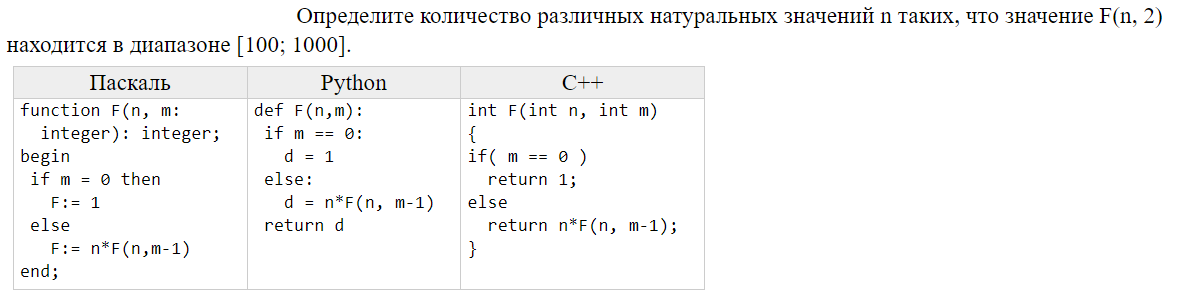 Определите количество различных натуральных значений n таких, что значение F(n, 2)
находится в диапазоне [100; 1000].
Паскаль
function F(n, m:
integer): integer;
begin
if m = 0 then
F:= 1
else
F:= n*F(n,m-1)
end;
Python
def F(n,m):
if m == 0:
d = 1
else:
d = n*F(n, m-1)
return d
C++
int F(int n, int m)
{
if( m == 0 )
return 1;
else
return n*F(n, m-1);
}